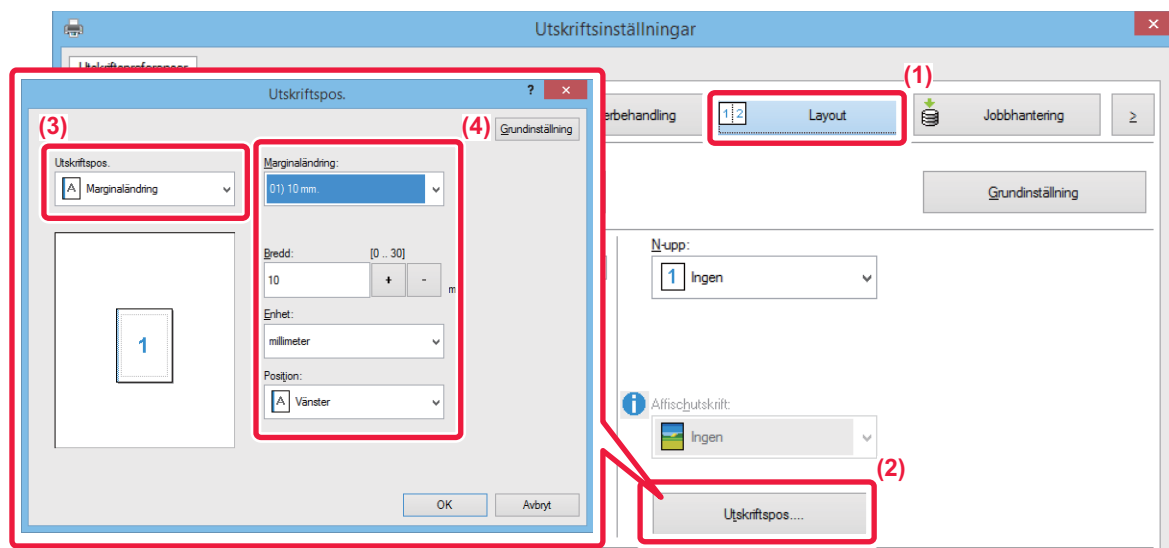 Utskriftsinställningar
(1)
Utskriftspos.
(3)
(4)
Grundinställning
Utskriftspos.
A Marginaländring
Marginaländring:
01) 10 mm.
Bredd: [0 .. 30]
10 + -
Enhet:
millimeter
Position:
A Vänster
1
OK Avbryt
1 2 Layout
Jobbhantering
>
Grundinställning
N-upp:
1 Ingen
Affischutskrift:
Ingen
(2)
Utskriftspos....